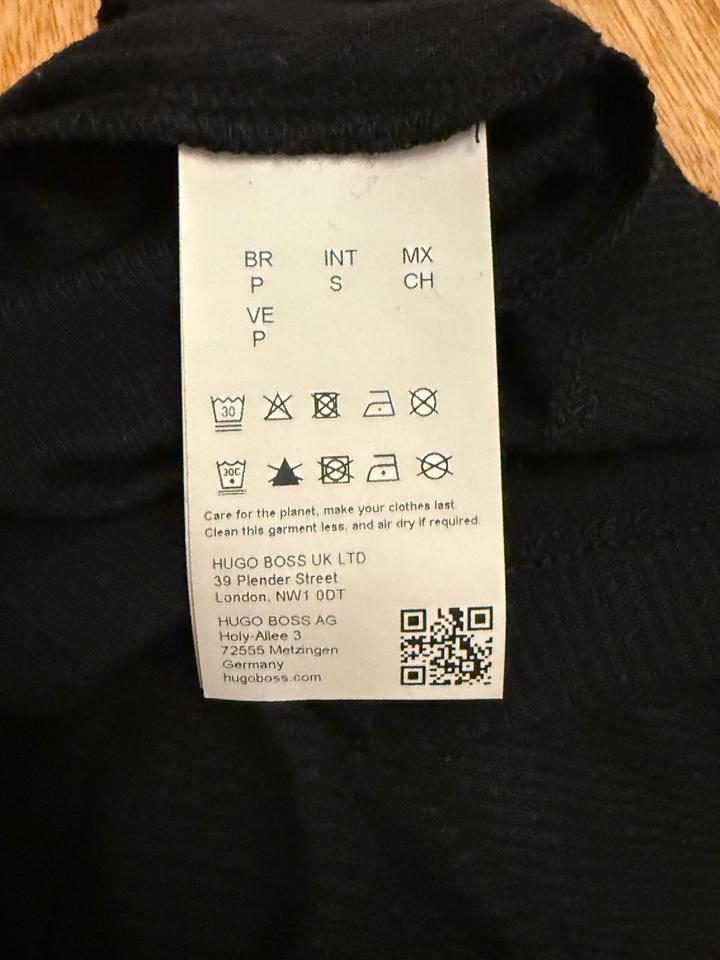 BR INT MX
P S CH
VE
P
30
30C
Care for the planet, make your clothes last
Clean this garment less, and air dry if required
HUGO BOSS UK LTD
39 Plender Street
London, NW1 0DT
HUGO BOSS AG
Holy-Allee 3
72555 Metzingen
Germany
hugoboss.com